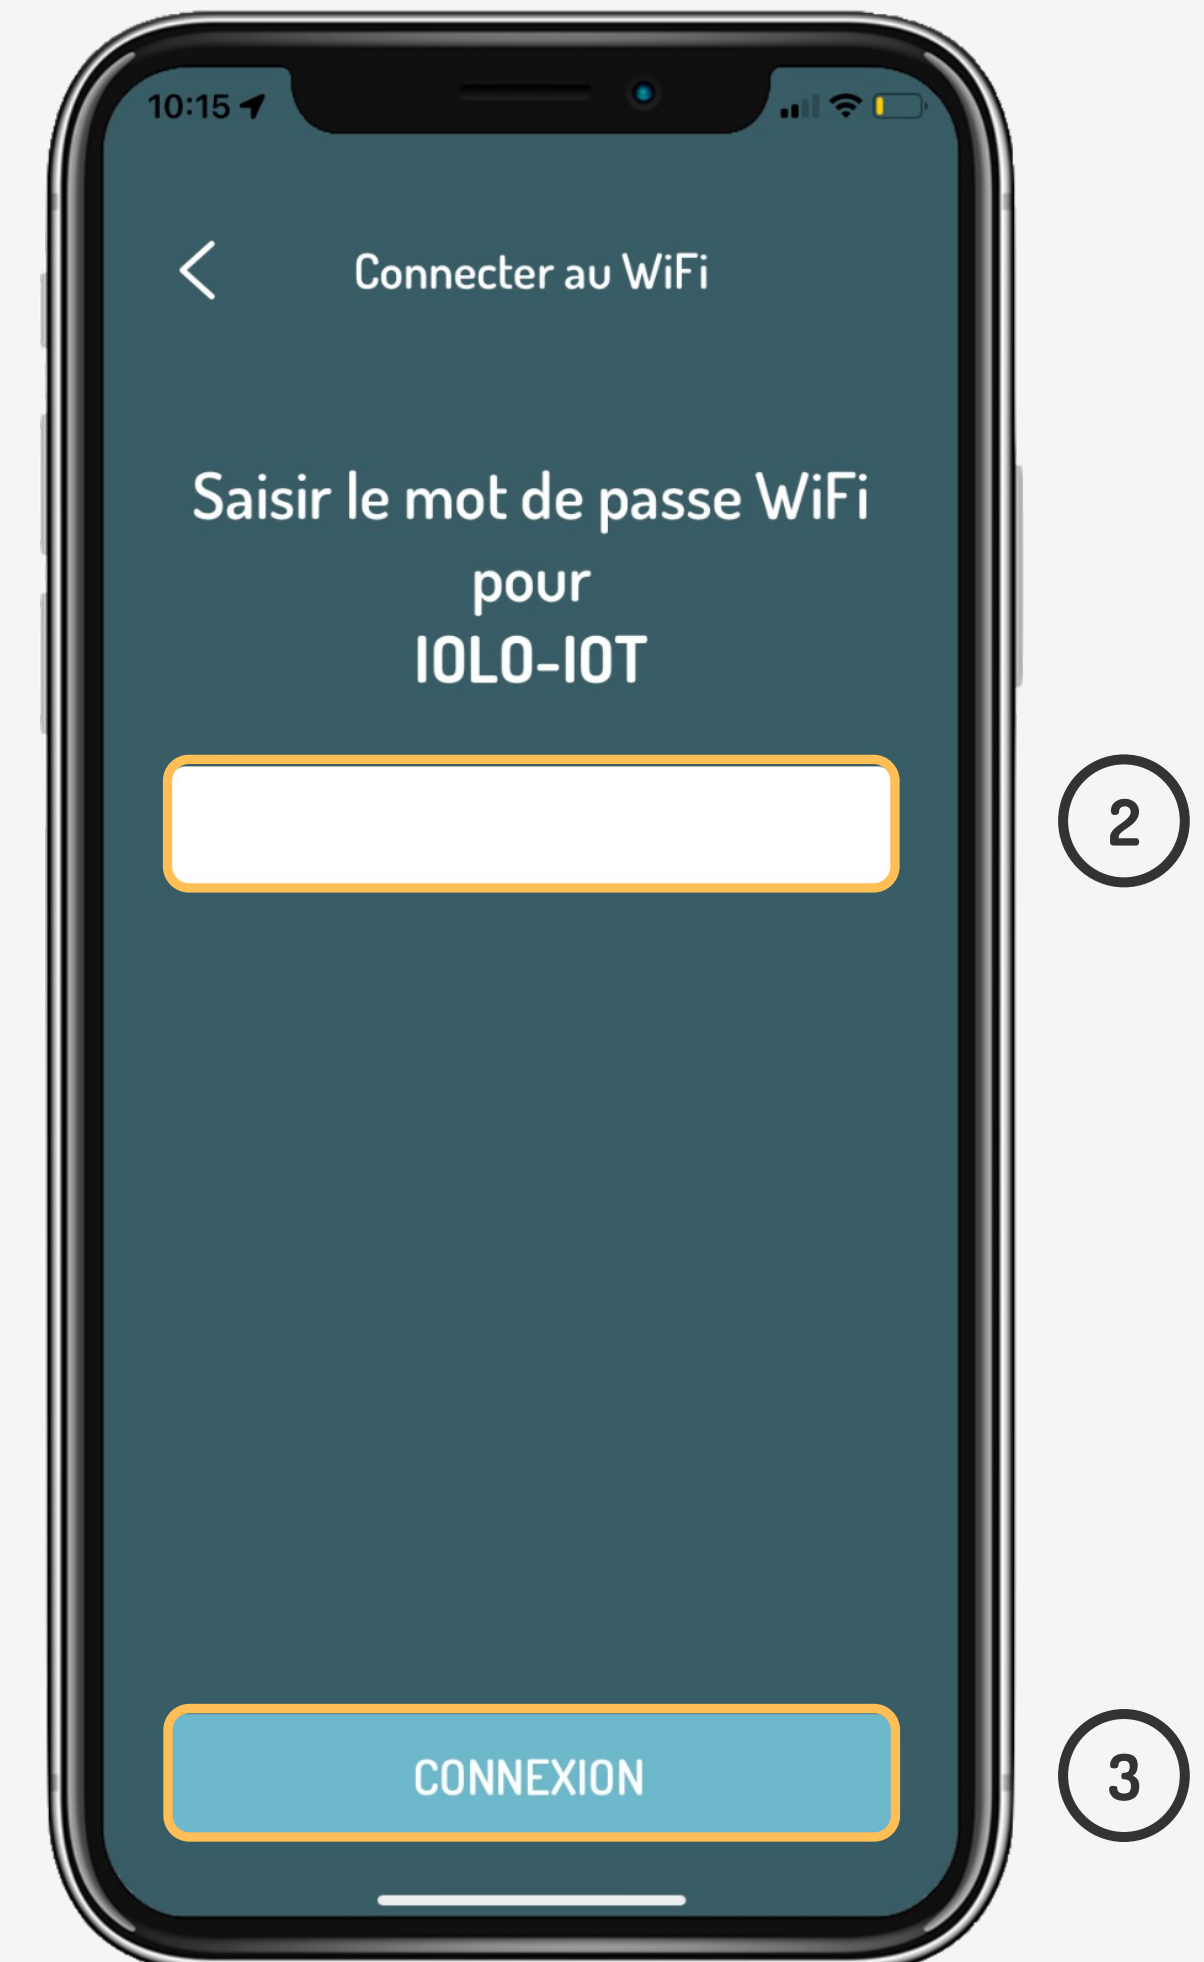 10:15
Connecter au WiFi
Saisir le mot de passe WiFi
pour
IOLO-IOT
2
CONNEXION
3